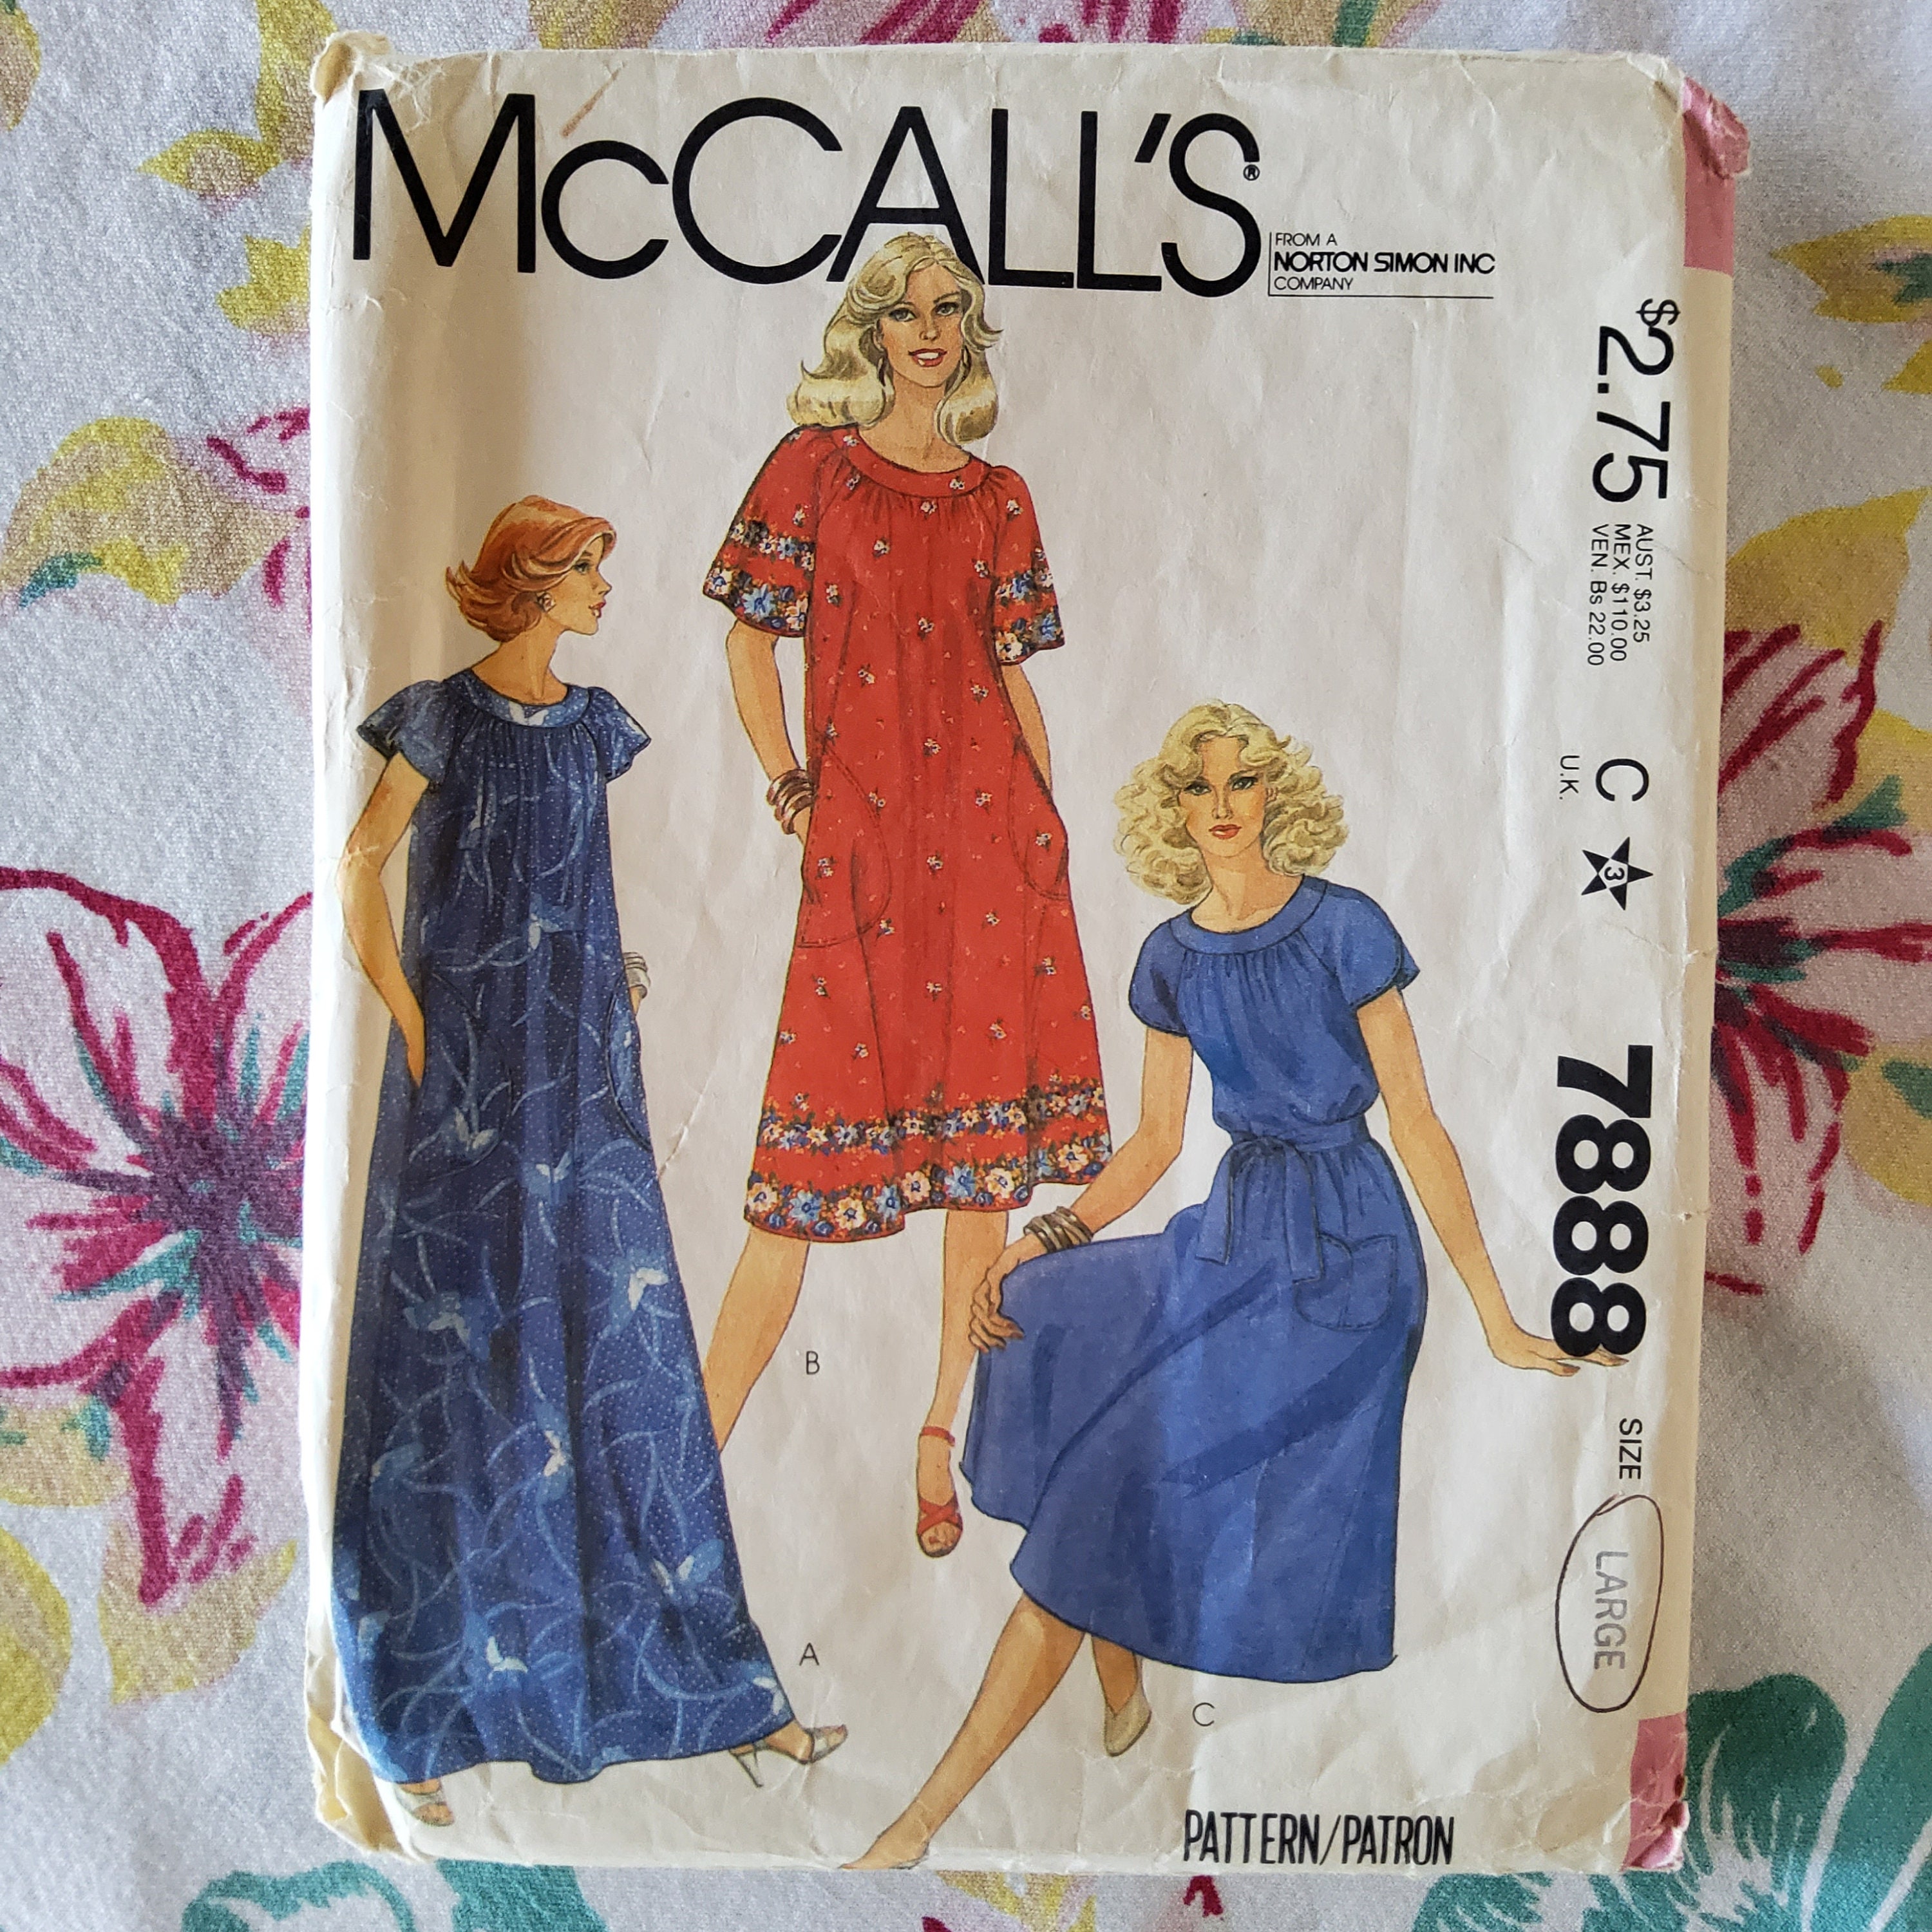 McCALL'S®
FROM A
NORTON SIMON INC
COMPANY
$2.75
AUST. $3.25
MEX. $110.00
VEN. Bs 22.00
C
U.K.
3
7888
SIZE
LARGE
B
A
C
PATTERN/PATRON